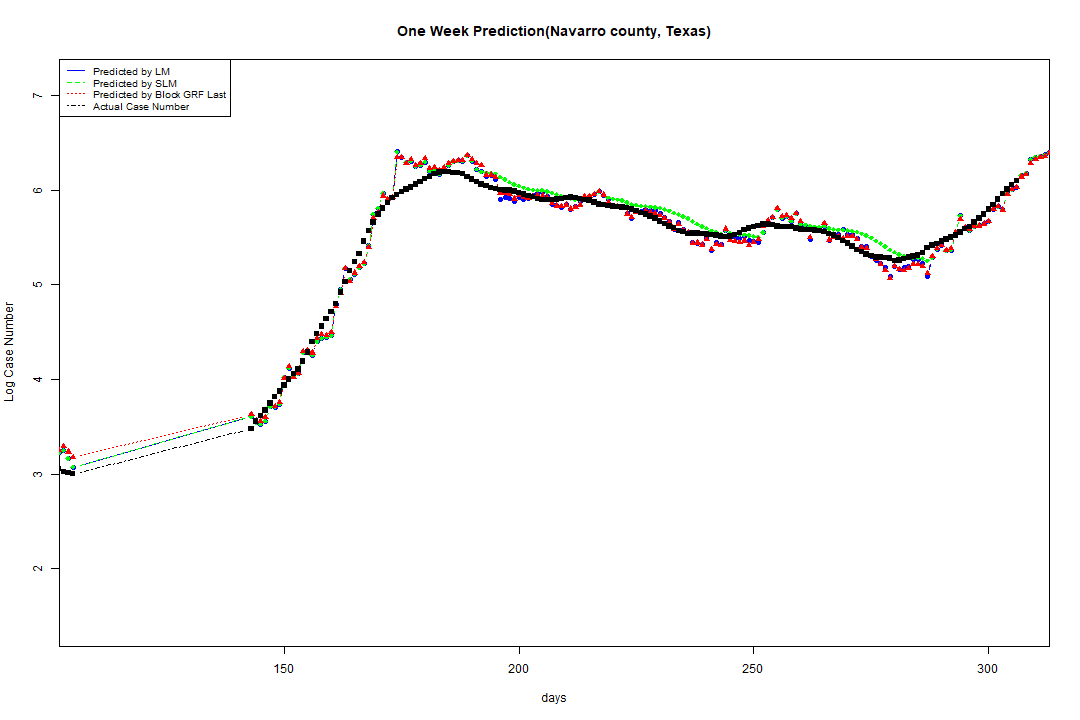 One Week Prediction(Navarro county, Texas)
Predicted by LM
Predicted by SLM
Predicted by Block GRF Last
Actual Case Number
7
6
5
4
3
2
Log Case Number
150 200 250 300
days